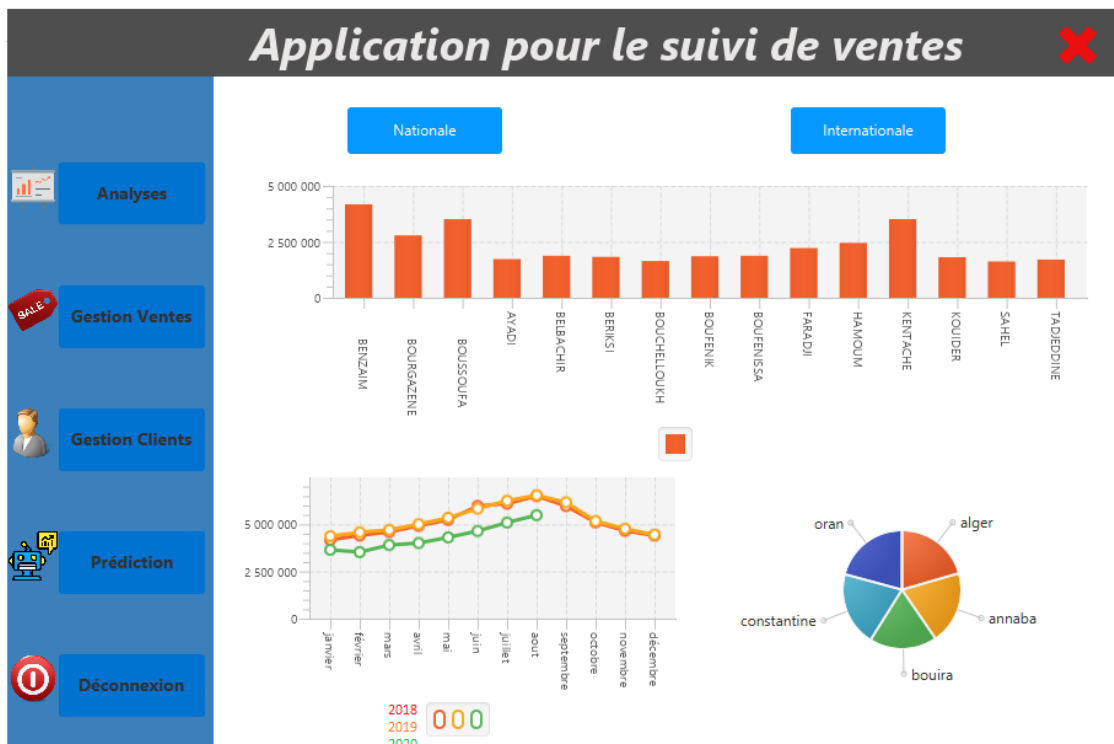 Application pour le suivi de ventes
Nationale
Internationale
Analyses
SALE
Gestion Ventes
Gestion Clients
Prédiction
Déconnexion
5 000 000
2 500 000
0
BENZAIM
BOURGAZENE
BOUSSOUFA
AYADI
BELBACHIR
BERIKSI
BOUCHELLOUKH
BOUFENIK
BOUFENISSA
FARADJI
HAMOUM
KENTACHE
KOUIDER
SAHEL
TADJEDDINE
5 000 000
2 500 000
0
janvier
février
mars
avril
mai
juin
juillet
aout
septembre
octobre
novembre
décembre
2018
2019
2020
oran
alger
constantine
annaba
bouira